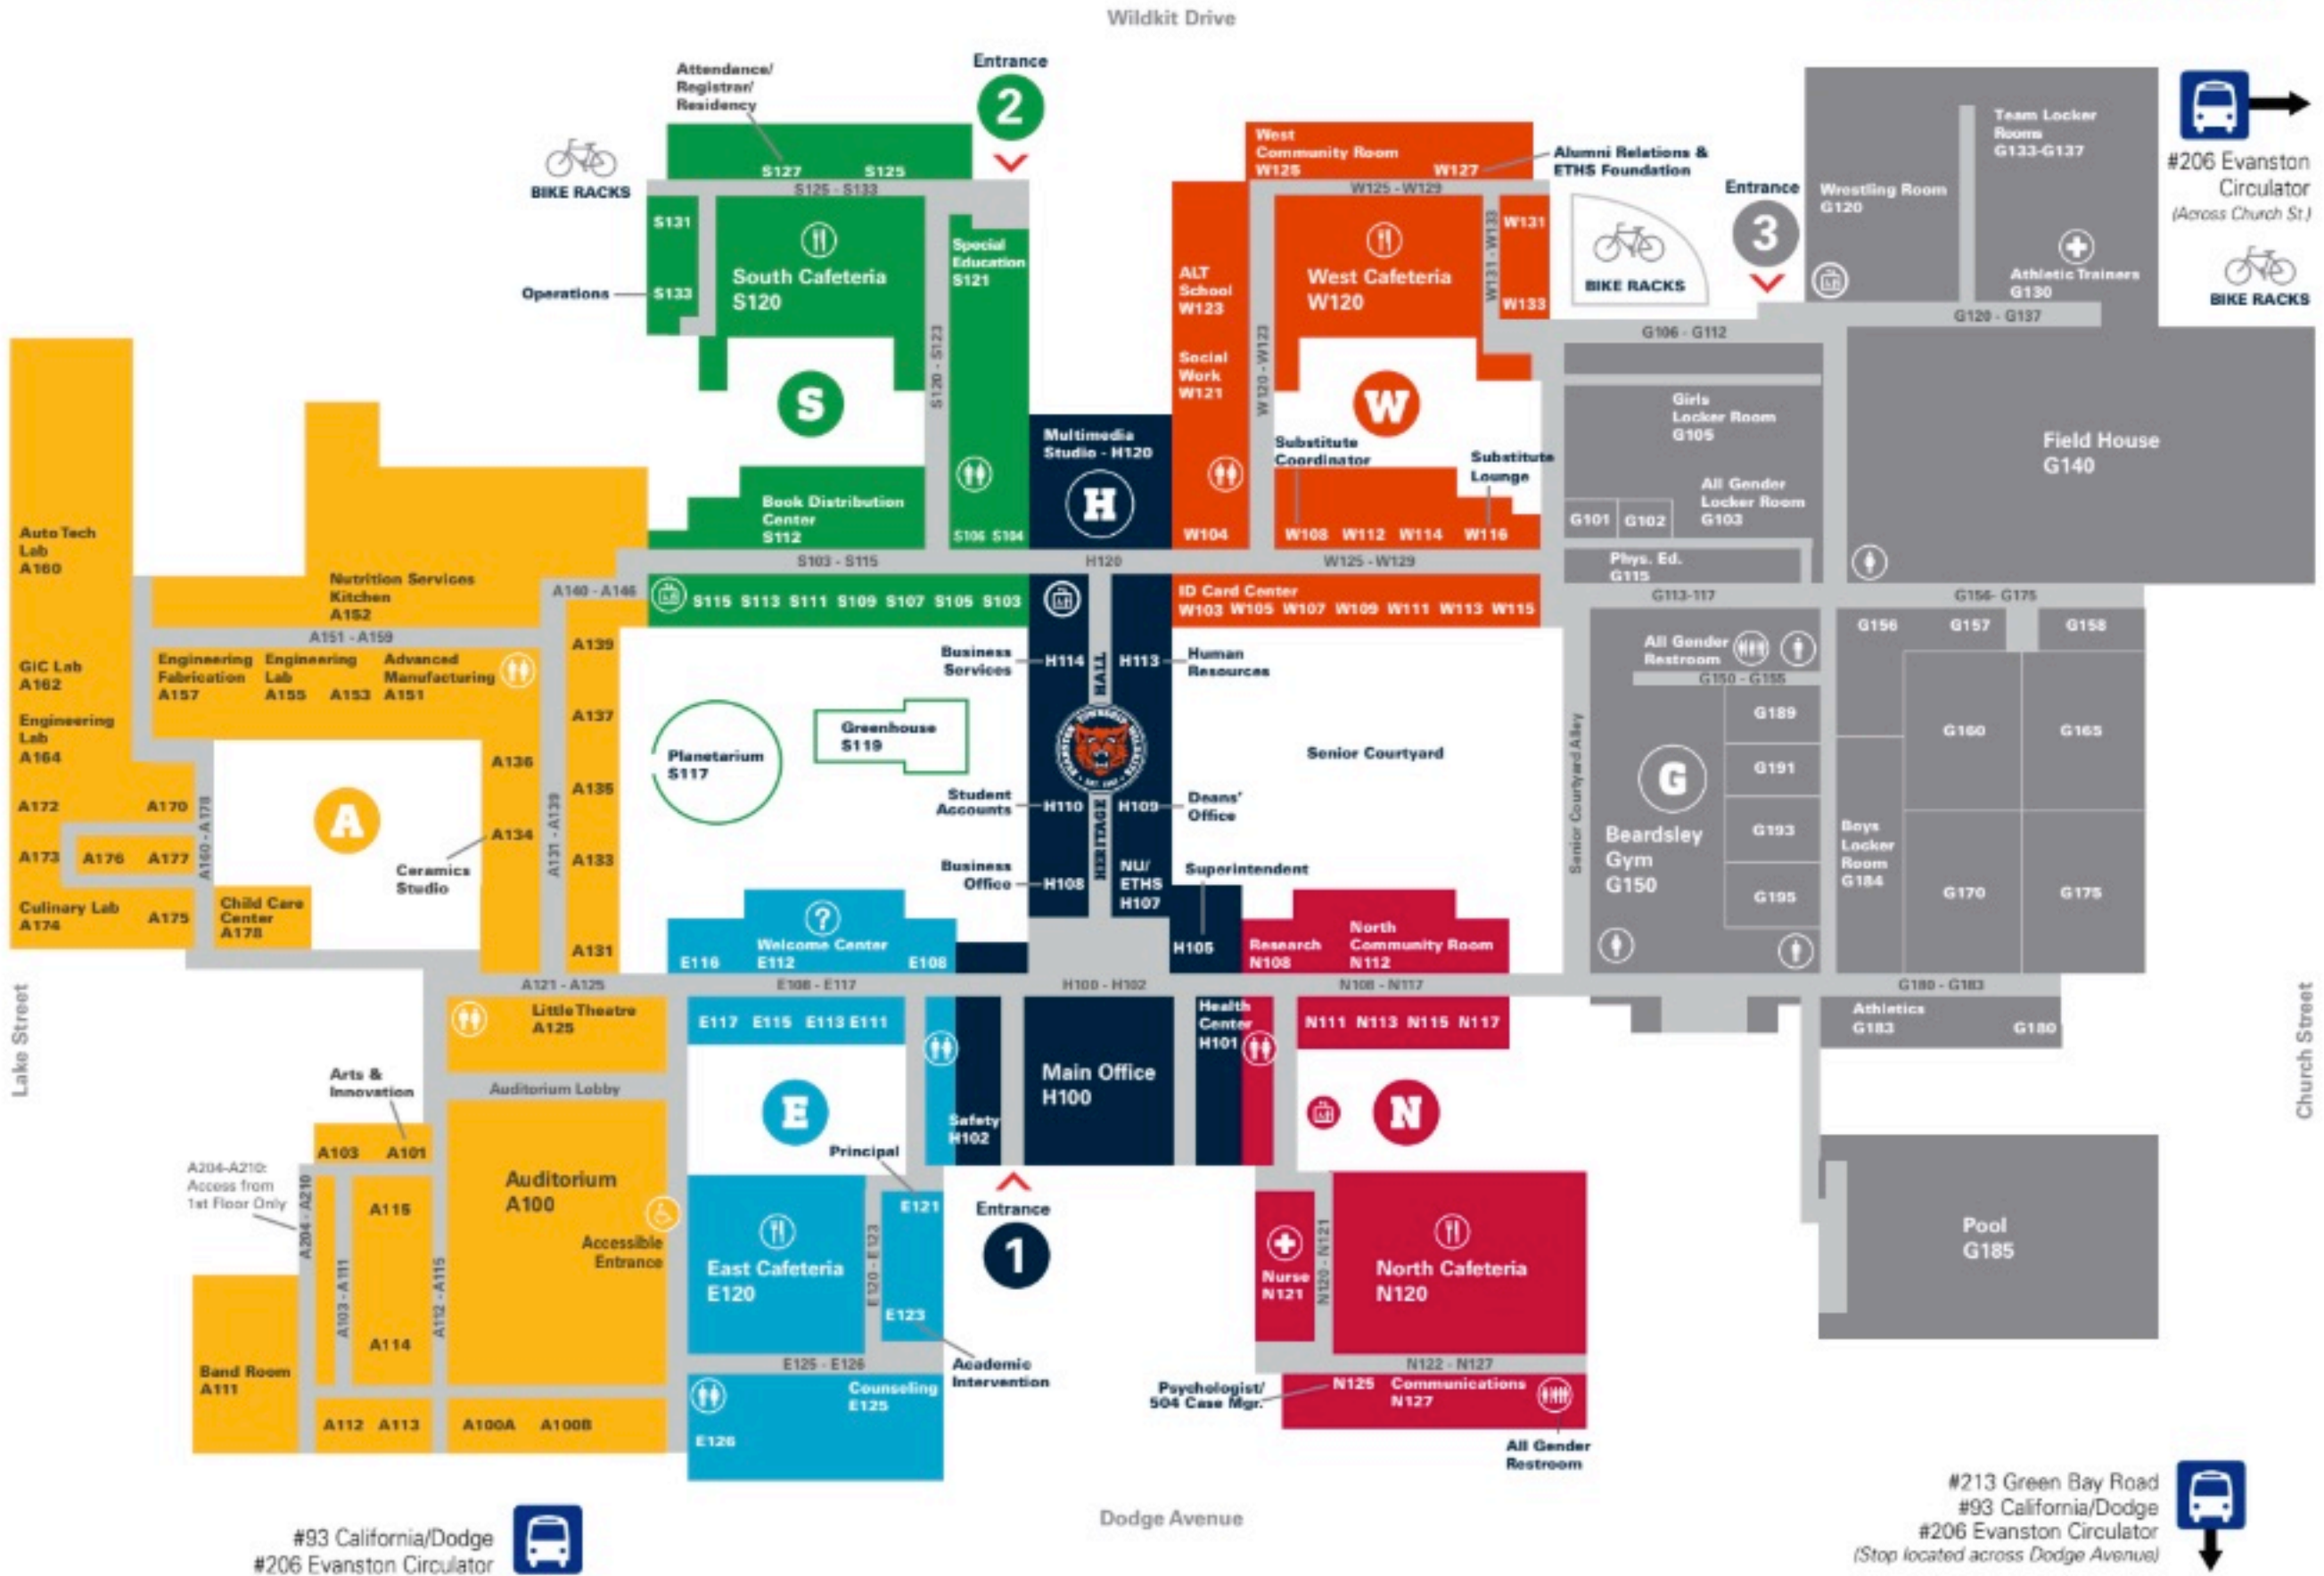 Wildkit Drive
Attendance/
Registrar/
Residency
Entrance
2
BIKE RACKS
S127
S125
S125 - S133
S131
Operations
S133
South Cafeteria
S120
Special
Education
S121
S120 - S123
S
Book Distribution
Center
S112
S106 S104
S103 - S115
S115 S113 S111 S109 S107 S105 S103
Multimedia
Studio - H120
H
H120
West
Community Room
W125
W127
Alumni Relations &
ETHS Foundation
W125 - W129
ALT
School
W123
Social
Work
W121
W120 - W123
West Cafeteria
W120
W131 - W133
W131
W133
W
Substitute
Coordinator
Substitute
Lounge
W104
W108 W112 W114 W116
W125 - W129
ID Card Center
W103 W105 W107 W109 W111 W113 W115
BIKE RACKS
Entrance
3
Wrestling Room
G120
Team Locker
Rooms
G133-G137
Athletic Trainers
G130
#206 Evanston
Circulator
(Across Church St.)
BIKE RACKS
G120 - G137
G106 - G112
Girls
Locker Room
G105
All Gender
Locker Room
G103
G101
G102
Phys. Ed.
G115
Field House
G140
G113-117
G156- G175
All Gender
Restroom
G150 - G155
G156
G157
G158
G189
G191
G193
G195
G
Beardsley
Gym
G150
Boys
Locker
Room
G184
G160
G165
G170
G175
Senior Courtyard Alley
G180 - G183
Athletics
G183
G180
Pool
G185
Church Street
Auto Tech
Lab
A160
Nutrition Services
Kitchen
A152
A140 - A146
A151 - A159
GIC Lab
A162
Engineering
Fabrication
A157
Engineering
Lab
A155
A153
Advanced
Manufacturing
A151
Engineering
Lab
A164
A139
A137
A136
A135
A134
A133
A131
A131 - A139
A172
A170
A173
A176
A177
A160 - A178
A
Ceramics
Studio
Culinary Lab
A174
A175
Child Care
Center
A178
Planetarium
S117
Greenhouse
S119
Business
Services
H114
H113
Human
Resources
HALL
EVANSTON TOWNSHIP WILDKITS
Senior Courtyard
Student
Accounts
H110
H109
Deans'
Office
HERITAGE
Business
Office
H108
NU/
ETHS
H107
Superintendent
H105
Welcome Center
E116
E112
E108
Research
N108
North
Community Room
N112
A121 - A125
E108 - E117
H100 - H102
N108 - N117
Little Theatre
A125
E117 E115 E113 E111
Health
Center
H101
N111 N113 N115 N117
Lake Street
Auditorium Lobby
Arts &
Innovation
A103
A101
A204-A210:
Access from
1st Floor Only
A204 - A210
A103 - A111
A115
A114
A112 - A115
Auditorium
A100
Accessible
Entrance
Band Room
A111
A112 A113
A100A
A100B
E
Safety
H102
Main Office
H100
N
Principal
E121
East Cafeteria
E120
E120 - E123
E123
Entrance
1
E125 - E126
Academic
Intervention
Counseling
E125
E126
Nurse
N121
N120 - N121
North Cafeteria
N120
N122 - N127
Psychologist/
504 Case Mgr.
N125
Communications
N127
All Gender
Restroom
Dodge Avenue
#93 California/Dodge
#206 Evanston Circulator
#213 Green Bay Road
#93 California/Dodge
#206 Evanston Circulator
(Stop located across Dodge Avenue)